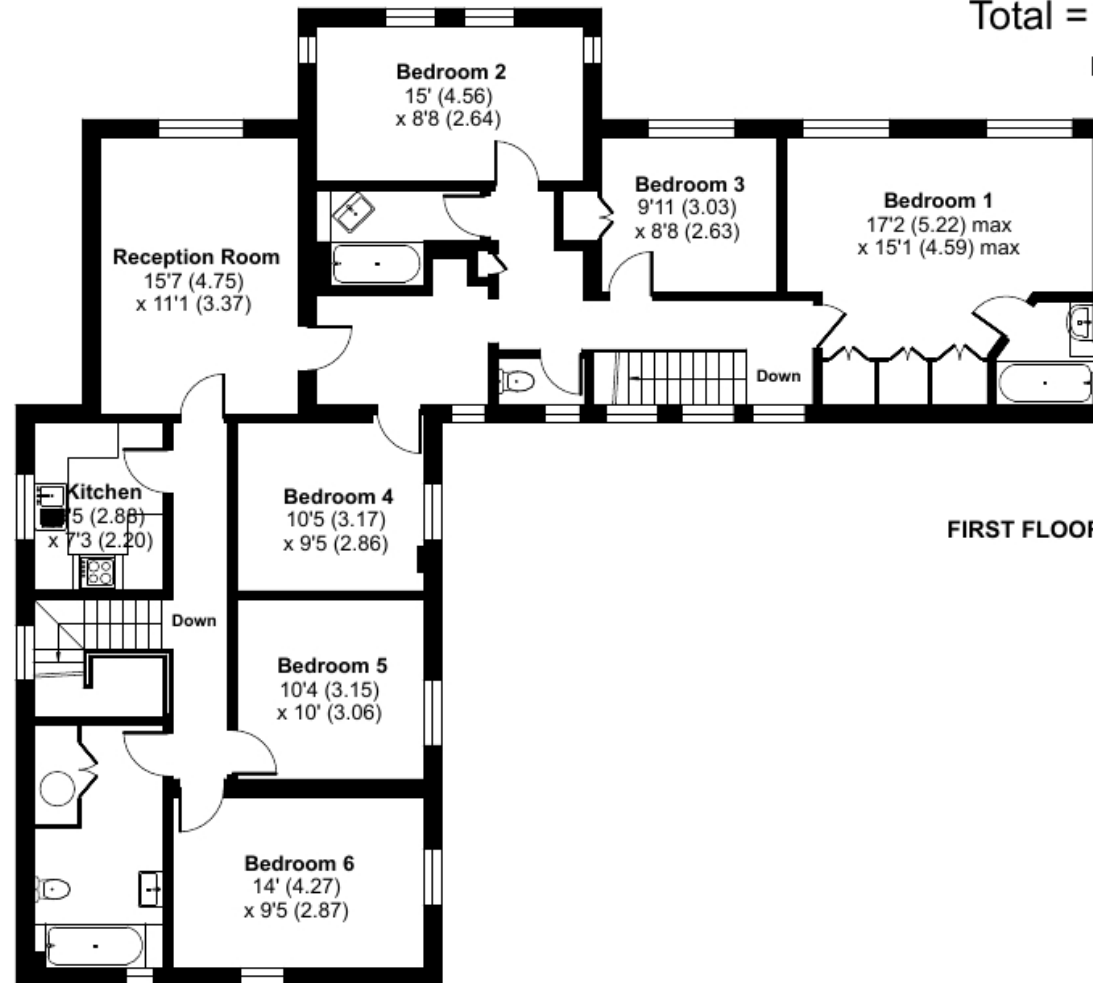 Total =
Bedroom 2
15' (4.56)
x 8'8 (2.64)
Bedroom 3
9'11 (3.03)
x 8'8 (2.63)
Bedroom 1
17'2 (5.22) max
x 15'1 (4.59) max
Reception Room
15'7 (4.75)
x 11'1 (3.37)
Down
Kitchen
'5 (2.88)
x 7'3 (2.20)
Bedroom 4
10'5 (3.17)
x 9'5 (2.86)
FIRST FLOOR
Down
Bedroom 5
10'4 (3.15)
x 10' (3.06)
Bedroom 6
14' (4.27)
x 9'5 (2.87)